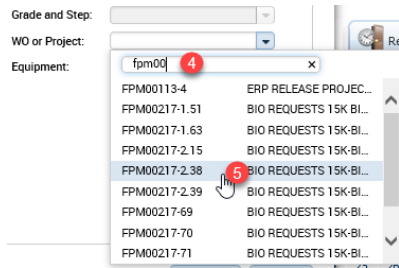 Grade and Step:
WO or Project:
Re
Equipment:
fpm00 4 x
FPM00113-4 ERP RELEASE PROJEC...
FPM00217-1.51 BIO REQUESTS 15K BI...
FPM00217-1.63 BIO REQUESTS 15K-BI...
FPM00217-2.15 BIO REQUESTS 15K-BI...
FPM00217-2.38 5 BIO REQUESTS 15K-BI...
FPM00217-2.39 BIO REQUESTS 15K-BI...
FPM00217-69 BIO REQUESTS 15K-BI...
FPM00217-70 BIO REQUESTS 15K-BI...
FPM00217-71 BIO REQUESTS 15K-BI...